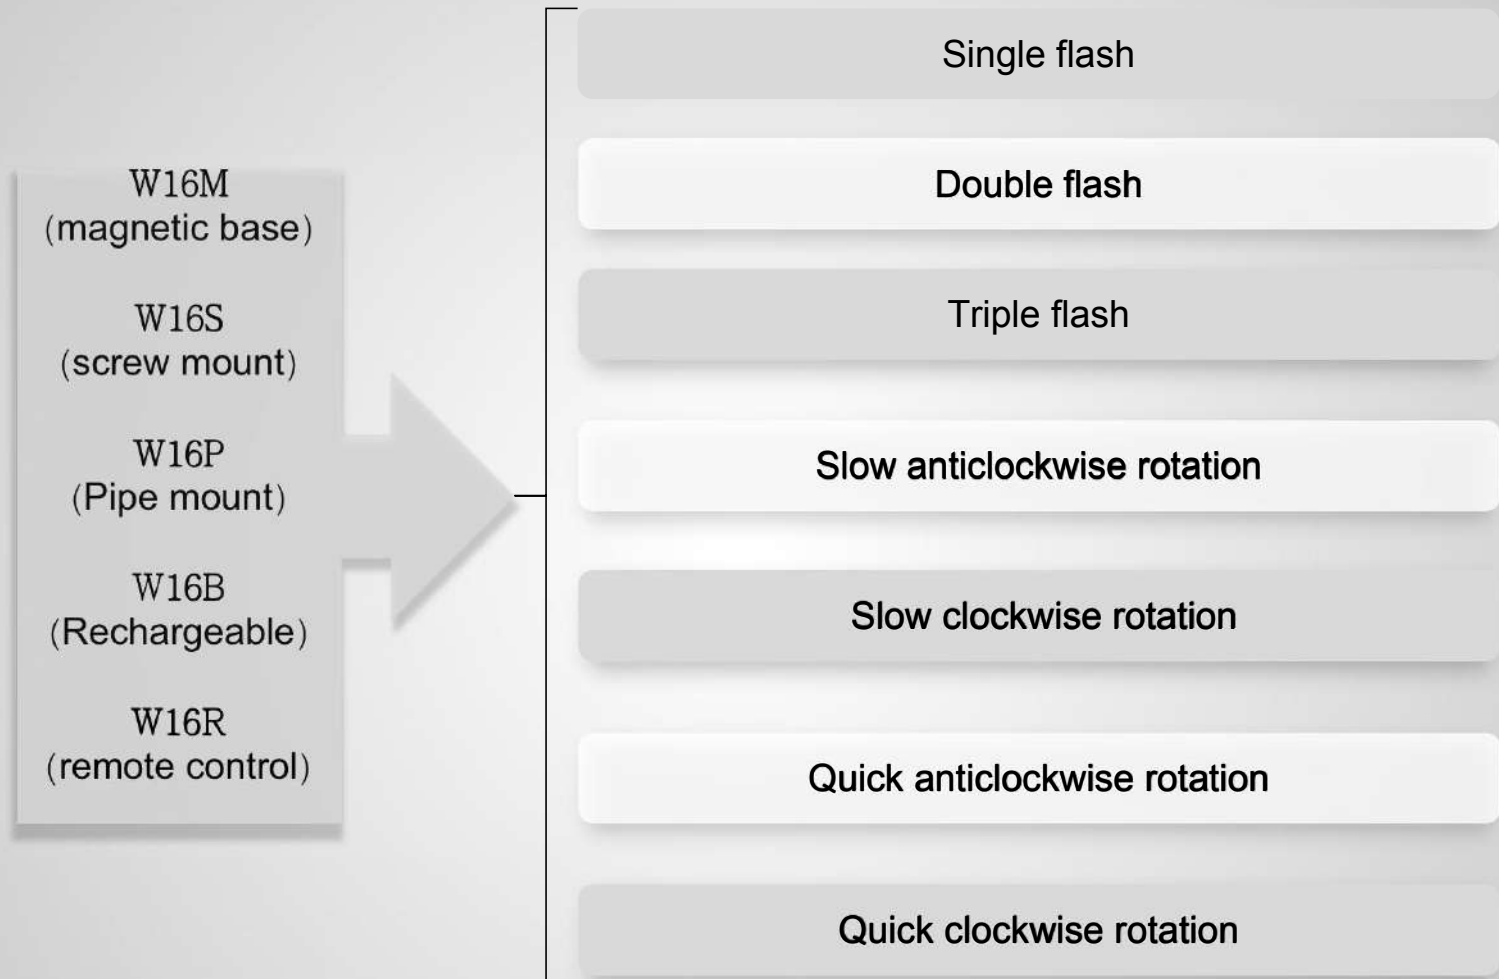 W16M
(magnetic base)
W16S
(screw mount)
W16P
(Pipe mount)
W16B
(Rechargeable)
W16R
(remote control)
Single flash
Double flash
Triple flash
Slow anticlockwise rotation
Slow clockwise rotation
Quick anticlockwise rotation
Quick clockwise rotation